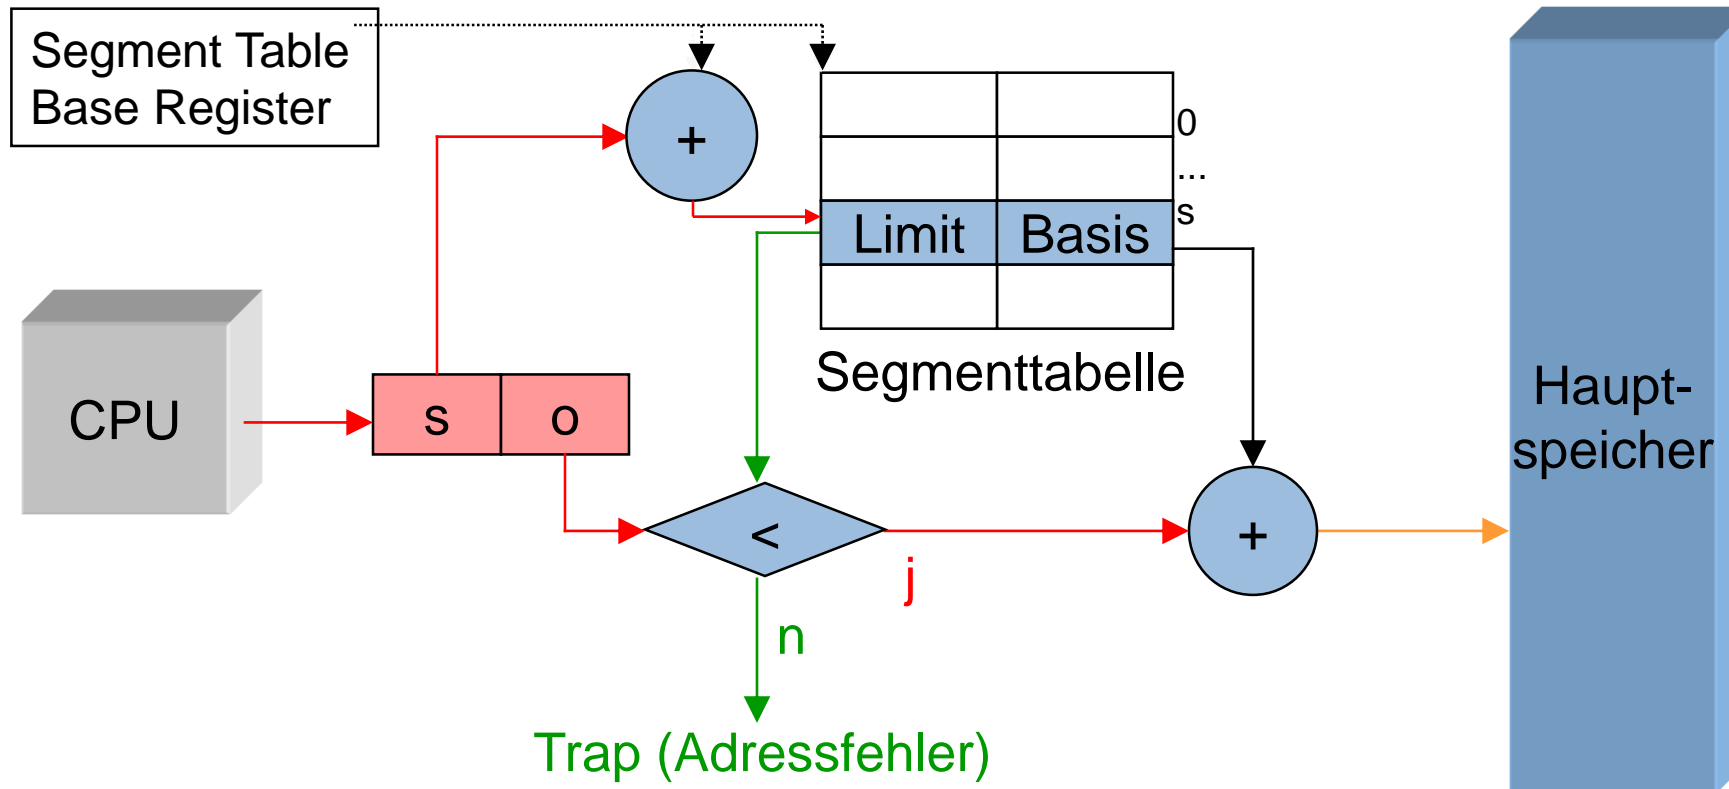 Segment Table
Base Register
+
0
...
s
Limit Basis
Segmenttabelle
CPU
s o
Haupt-
speicher
<
+
j
n
Trap (Adressfehler)